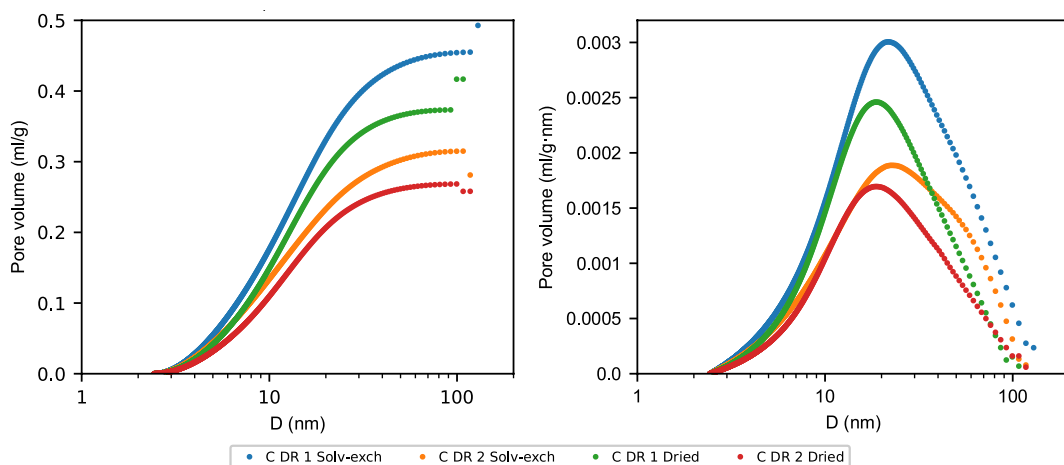 0.5
0.4
0.3
0.2
0.1
0.0
Pore volume (ml/g)
1
10
100
D (nm)
0.003
0.0025
0.002
0.0015
0.001
0.0005
0.0
Pore volume (ml/g·nm)
1
10
100
D (nm)
C DR 1 Solv-exch
C DR 2 Solv-exch
C DR 1 Dried
C DR 2 Dried